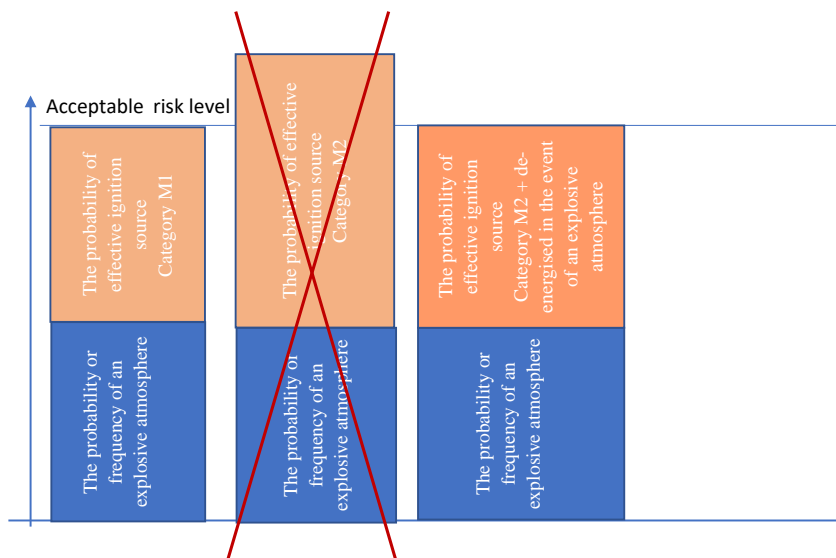 Acceptable risk level
The probability of
effective ignition
source
Category M1
The probability or
frequency of an
explosive atmosphere
The probability of effective
ignition source
Category M2
The probability or
frequency of an
explosive atmosphere
The probability of
effective ignition
source
Category M2 + de-
energised in the event
of an explosive
atmosphere
The probability or
frequency of an
explosive atmosphere